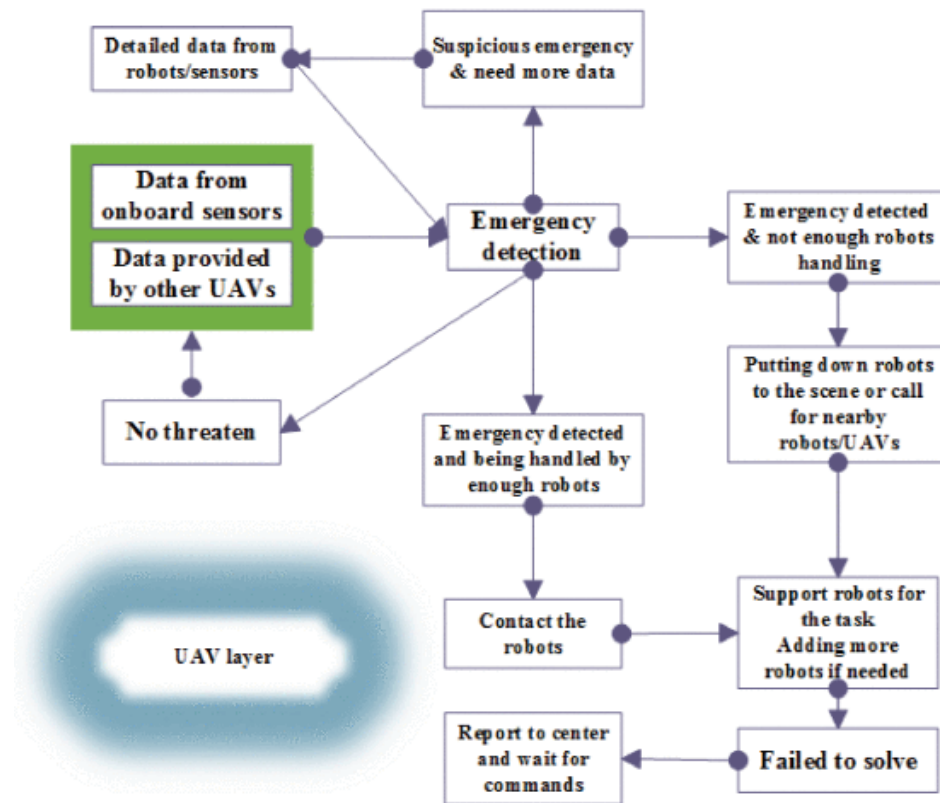 Detailed data from
robots/sensors
Suspicious emergency
& need more data
Data from
onboard sensors
Data provided
by other UAVs
Emergency
detection
Emergency detected
& not enough robots
handling
No threaten
Emergency detected
and being handled by
enough robots
Putting down robots
to the scene or call
for nearby
robots/UAVs
Contact the
robots
Support robots for
the task
Adding more
robots if needed
UAV layer
Report to center
and wait for
commands
Failed to solve